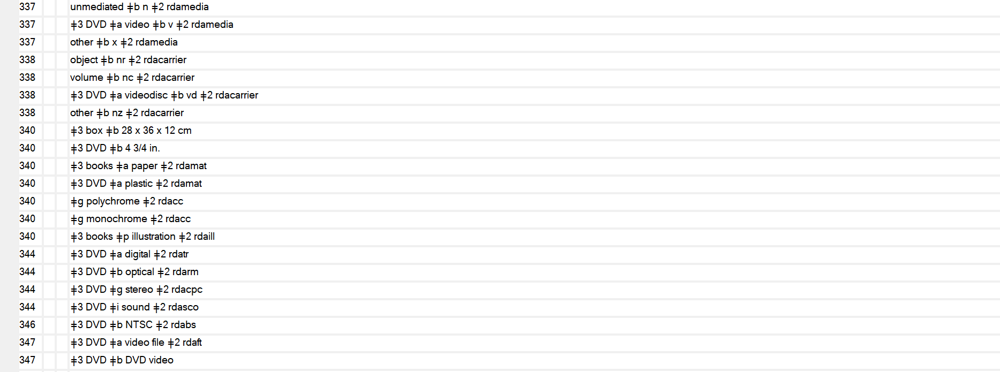 337 unmediated ǂb n ǂ2 rdamedia
337 ǂ3 DVD ǂa video ǂb v ǂ2 rdamedia
337 other ǂb x ǂ2 rdamedia
338 object ǂb nr ǂ2 rdacarrier
338 volume ǂb nc ǂ2 rdacarrier
338 ǂ3 DVD ǂa videodisc ǂb vd ǂ2 rdacarrier
338 other ǂb nz ǂ2 rdacarrier
340 ǂ3 box ǂb 28 x 36 x 12 cm
340 ǂ3 DVD ǂb 4 3/4 in.
340 ǂ3 books ǂa paper ǂ2 rdamat
340 ǂ3 DVD ǂa plastic ǂ2 rdamat
340 ǂg polychrome ǂ2 rdacc
340 ǂg monochrome ǂ2 rdacc
340 ǂ3 books ǂp illustration ǂ2 rdaill
344 ǂ3 DVD ǂa digital ǂ2 rdatr
344 ǂ3 DVD ǂb optical ǂ2 rdarm
344 ǂ3 DVD ǂg stereo ǂ2 rdacpc
344 ǂ3 DVD ǂi sound ǂ2 rdasco
346 ǂ3 DVD ǂb NTSC ǂ2 rdabs
347 ǂ3 DVD ǂa video file ǂ2 rdaft
347 ǂ3 DVD ǂb DVD video